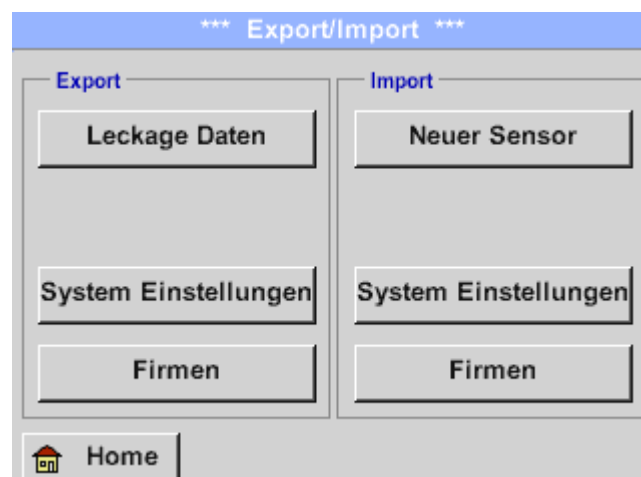 *** Export/Import ***
Export
Leckage Daten
System Einstellungen
Firmen
Import
Neuer Sensor
System Einstellungen
Firmen
Home